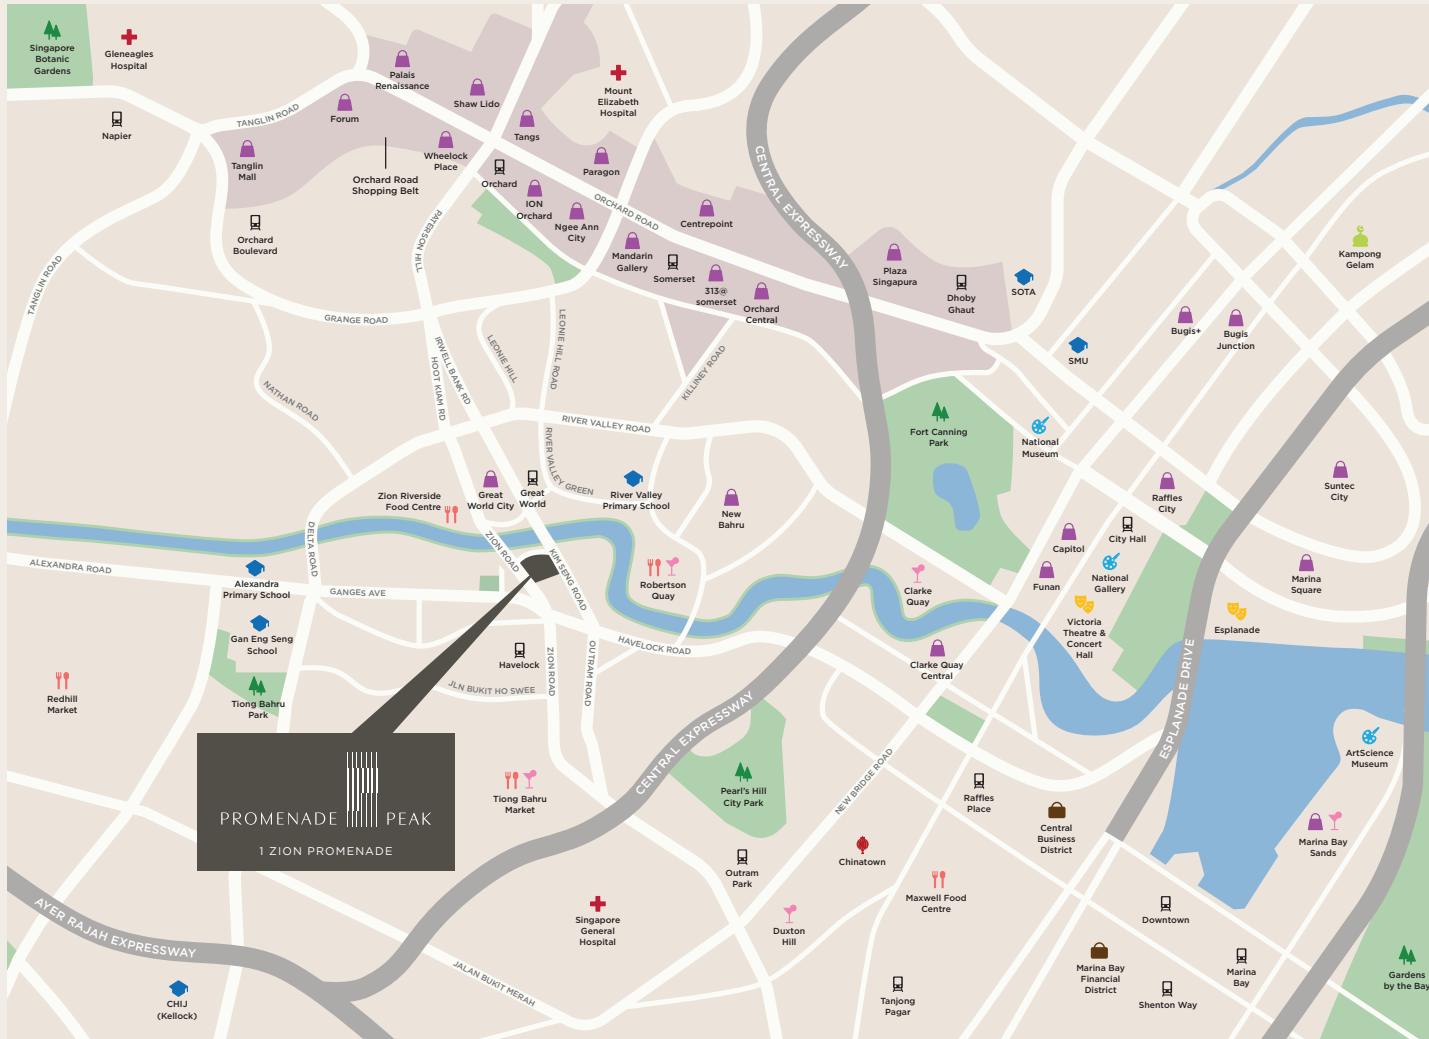 Singapore
Botanic
Gardens
Gleneagles
Hospital
Napier
TANGLIN ROAD
Forum
Palais
Renaissance
Shaw Lido
Tangs
Mount
Elizabeth
Hospital
Tanglin
Mall
Orchard Road
Shopping Belt
Wheelock
Place
Orchard
Paragon
ION
Orchard
ORCHARD ROAD
Ngee Ann
City
Centrepoint
Orchard
Boulevard
PATERSON HILL
Mandarin
Gallery
Somerset
313@
somerset
Orchard
Central
CENTRAL EXPRESSWAY
Plaza
Singapura
Dhoby
Ghaut
SOTA
SMU
Bugis+
Bugis
Junction
Kampong
Gelam
TANGLIN ROAD
GRANGE ROAD
NATHAN ROAD
IRWELL BANK RD
HOOT KIAM RD
LEONIE HILL
LEONIE HILL ROAD
KILLINEY ROAD
RIVER VALLEY ROAD
RIVER VALLEY GREEN
Fort Canning
Park
National
Museum
Raffles
City
Suntec
City
Zion Riverside
Food Centre
Great
World City
Great
World
River Valley
Primary School
New
Bahru
Capitol
City Hall
Funan
National
Gallery
Marina
Square
DELTA ROAD
ZION ROAD
KIM SENG ROAD
ALEXANDRA ROAD
Alexandra
Primary School
GANGES AVE
Robertson
Quay
Clarke
Quay
Victoria
Theatre &
Concert
Hall
Esplanade
Gan Eng Seng
School
Havelock
HAVELOCK ROAD
Clarke Quay
Central
ZION ROAD
OUTRAM ROAD
JLN BUKIT HO SWEE
Redhill
Market
Tiong Bahru
Park
CENTRAL EXPRESSWAY
ESPLANADE DRIVE
ArtScience
Museum
PROMENADE PEAK
1 ZION PROMENADE
Tiong Bahru
Market
Pearl's Hill
City Park
NEW BRIDGE ROAD
Raffles
Place
Central
Business
District
Marina Bay
Sands
Outram
Park
Chinatown
Maxwell Food
Centre
Singapore
General
Hospital
Duxton
Hill
Downtown
AYER RAJAH EXPRESSWAY
CHIJ
(Kellock)
JALAN BUKIT MERAH
Tanjong
Pagar
Marina Bay
Financial
District
Shenton Way
Marina
Bay
Gardens
by the Bay